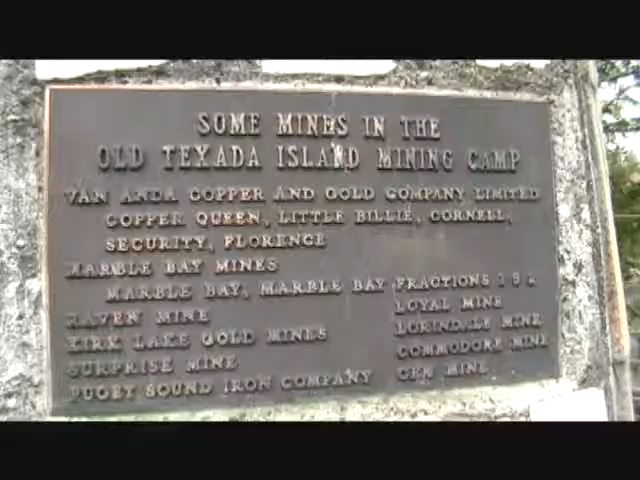 SOME MINES IN THE
OLD TEXADA ISLAND MINING CAMP
VAN ANDA COPPER AND GOLD COMPANY LIMITED
COPPER QUEEN, LITTLE BILLIE, CORNELL,
SECURITY, FLORENCE
MARBLE BAY MINES
MARBLE BAY, MARBLE BAY FRACTIONS 1 & 2
RAVEN MINE
KIRK LAKE GOLD MINES
SURPRISE MINE
PUGET SOUND IRON COMPANY
LOYAL MINE
LORINDALE MINE
COMMODORE MINE
MINE